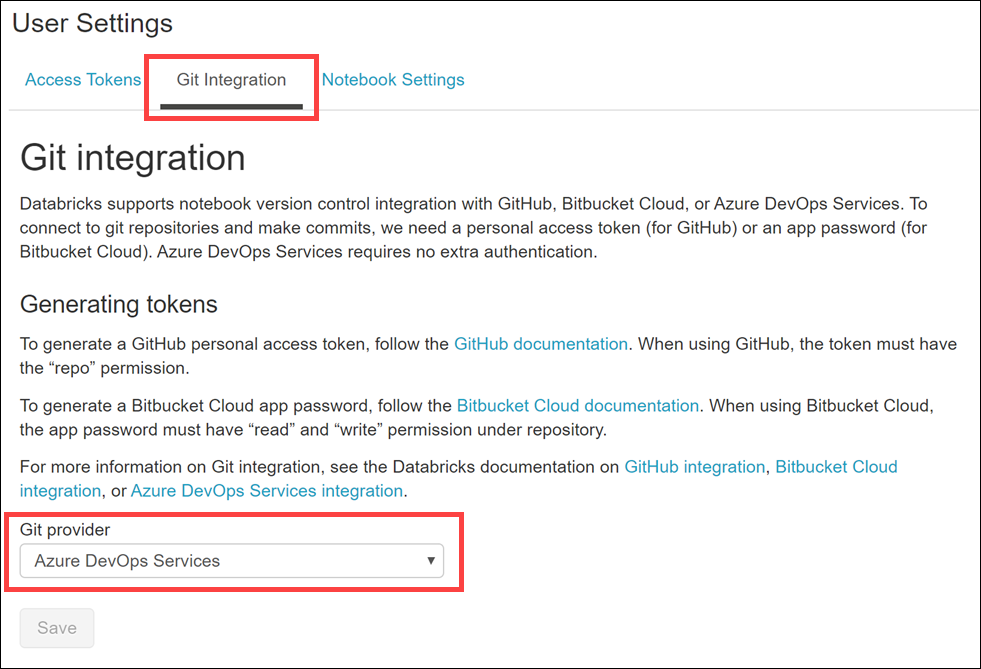 User Settings
Access Tokens Git Integration Notebook Settings
Git integration
Databricks supports notebook version control integration with GitHub, Bitbucket Cloud, or Azure DevOps Services. To
connect to git repositories and make commits, we need a personal access token (for GitHub) or an app password (for
Bitbucket Cloud). Azure DevOps Services requires no extra authentication.
Generating tokens
To generate a GitHub personal access token, follow the GitHub documentation. When using GitHub, the token must have
the “repo” permission.
To generate a Bitbucket Cloud app password, follow the Bitbucket Cloud documentation. When using Bitbucket Cloud,
the app password must have “read” and “write” permission under repository.
For more information on Git integration, see the Databricks documentation on GitHub integration, Bitbucket Cloud
integration, or Azure DevOps Services integration.
Git provider
Azure DevOps Services
Save